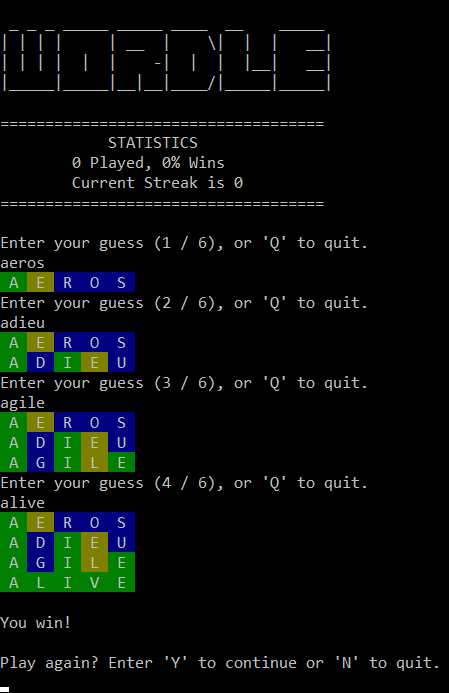 WORDLE
===================================
STATISTICS
0 Played, 0% Wins
Current Streak is 0
===================================
Enter your guess (1 / 6), or 'Q' to quit.
aeros
A E R O S
Enter your guess (2 / 6), or 'Q' to quit.
adieu
A E R O S
A D I E U
Enter your guess (3 / 6), or 'Q' to quit.
agile
A E R O S
A D I E U
A G I L E
Enter your guess (4 / 6), or 'Q' to quit.
alive
A E R O S
A D I E U
A G I L E
A L I V E
You win!
Play again? Enter 'Y' to continue or 'N' to quit.